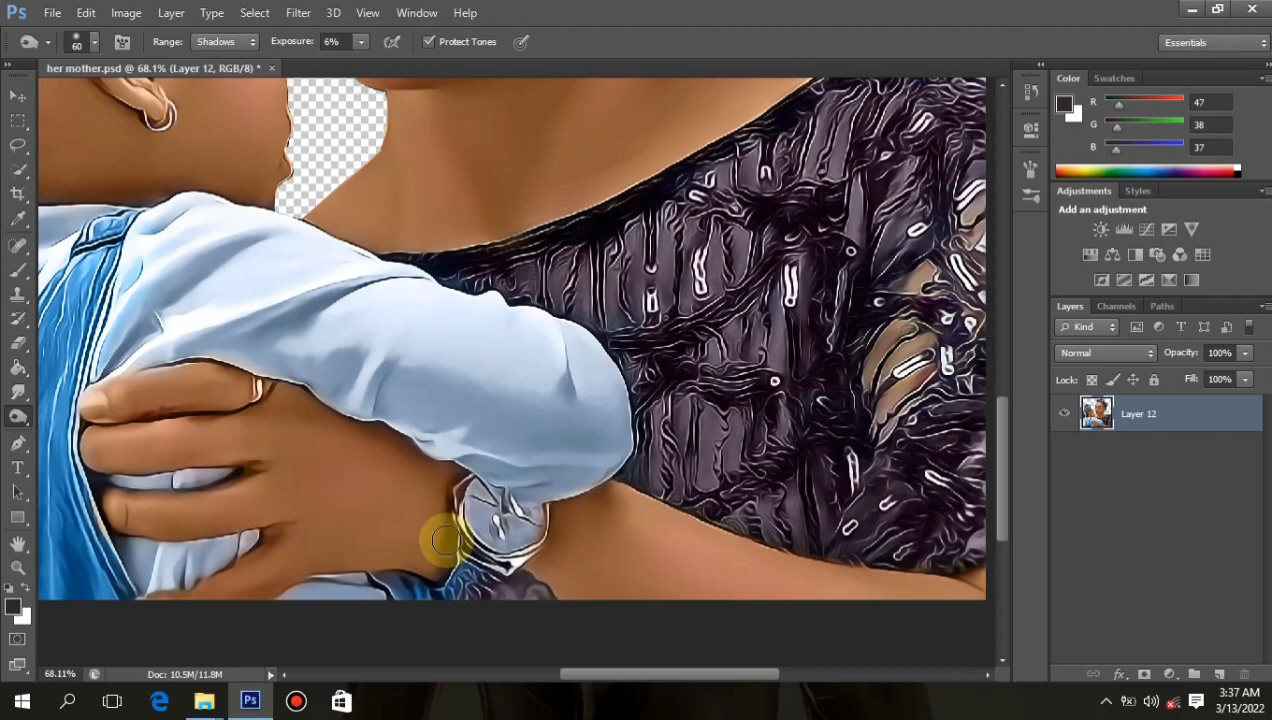 Ps File Edit Image Layer Type Select Filter 3D View Window Help
60 Range: Shadows Exposure: 6% Protect Tones Essentials
her mother.psd @ 68.1% (Layer 12, RGB/8) * ×
Color Swatches
R 47
G 38
B 37
Adjustments Styles
Add an adjustment
Layers Channels Paths
Kind
Normal Opacity: 100%
Lock: Fill: 100%
Layer 12
68.11% Doc: 10.5M/11.8M
fx
Ps
3:37 AM
3/13/2022